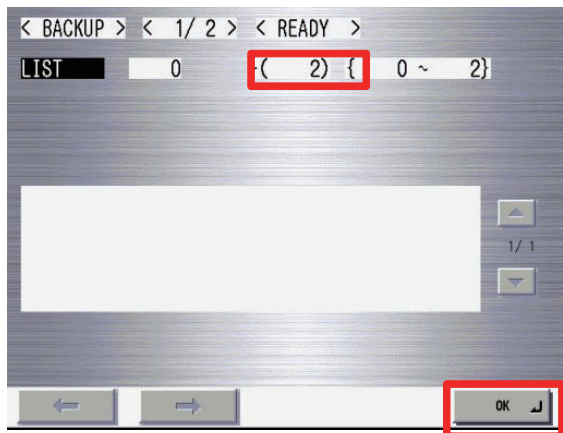 < BACKUP > < 1/ 2 > < READY >
LIST 0 ( 2) { 0 ~ 2}
1/ 1
OK